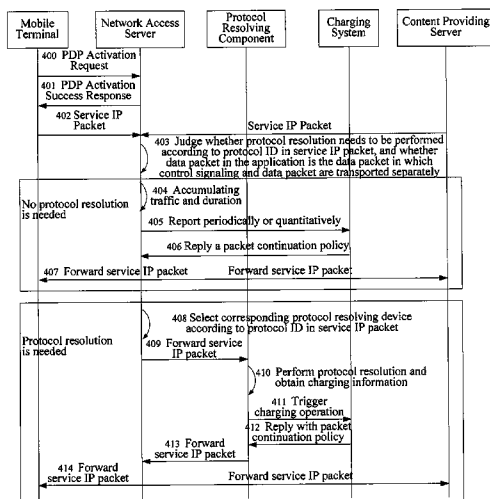 Mobile
Terminal
Network Access
Server
Protocol
Resolving
Component
Charging
System
Content Providing
Server
400 PDP Activation
Request
401 PDP Activation
Success Response
402 Service IP
Packet
Service IP Packet
403 Judge whether protocol resolution needs to be performed
according to protocol ID in service IP packet, and whether
data packet in the application is the data packet in which
control signaling and data packet are transported separately
No protocol resolution
is needed
404 Accumulating
traffic and duration
405 Report periodically or quantitatively
406 Reply a packet continuation policy
407 Forward service IP packet
Forward service IP packet
Protocol resolution
is needed
408 Select corresponding protocol resolving device
according to protocol ID in service IP packet
409 Forward service
IP packet
410 Perform protocol resolution and
obtain charging information
411 Trigger
charging operation
412 Reply with packet
continuation policy
413 Forward
service IP packet
414 Forward
service IP packet
Forward service IP packet